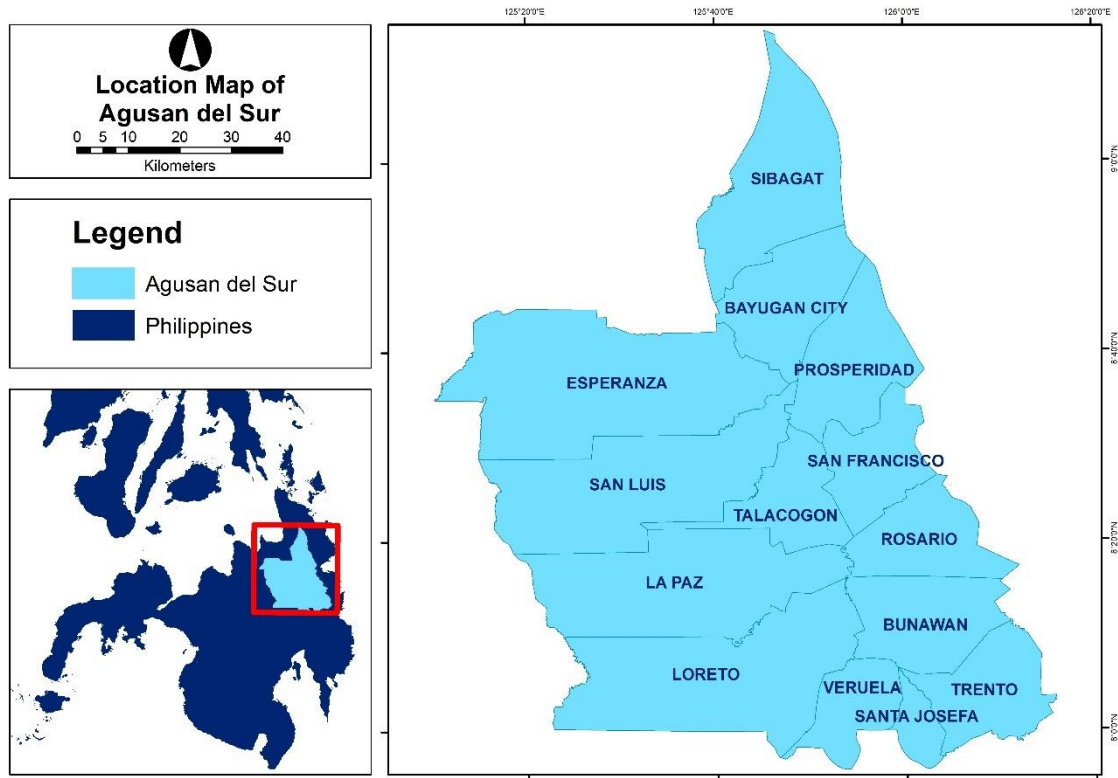 Location Map of
Agusan del Sur
0 5 10 20 30 40
Kilometers
Legend
Agusan del Sur
Philippines
125°20'0"E 125°40'0"E 126°0'0"E 126°20'0"E
9°0'0"N
8°40'0"N
8°20'0"N
8°0'0"N
SIBAGAT
BAYUGAN CITY
PROSPERIDAD
ESPERANZA
SAN FRANCISCO
SAN LUIS
TALACOGON
ROSARIO
LA PAZ
BUNAWAN
LORETO
VERUELA
TRENTO
SANTA JOSEFA